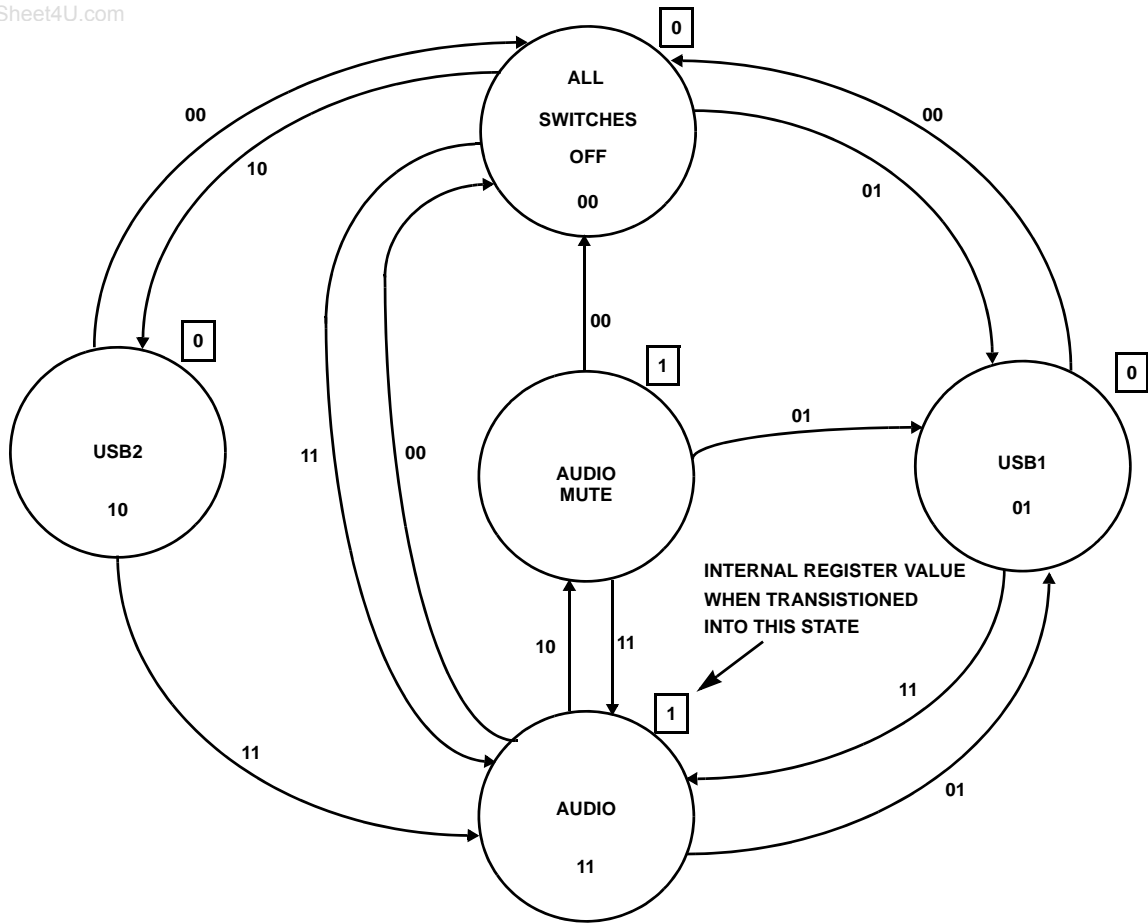 Sheet4U.com
0
ALL
SWITCHES
OFF
00
00
10
00
01
00
0
1
0
01
USB2
10
11
00
AUDIO
MUTE
USB1
01
INTERNAL REGISTER VALUE
WHEN TRANSISTIONED
INTO THIS STATE
10
11
1
11
11
01
AUDIO
11